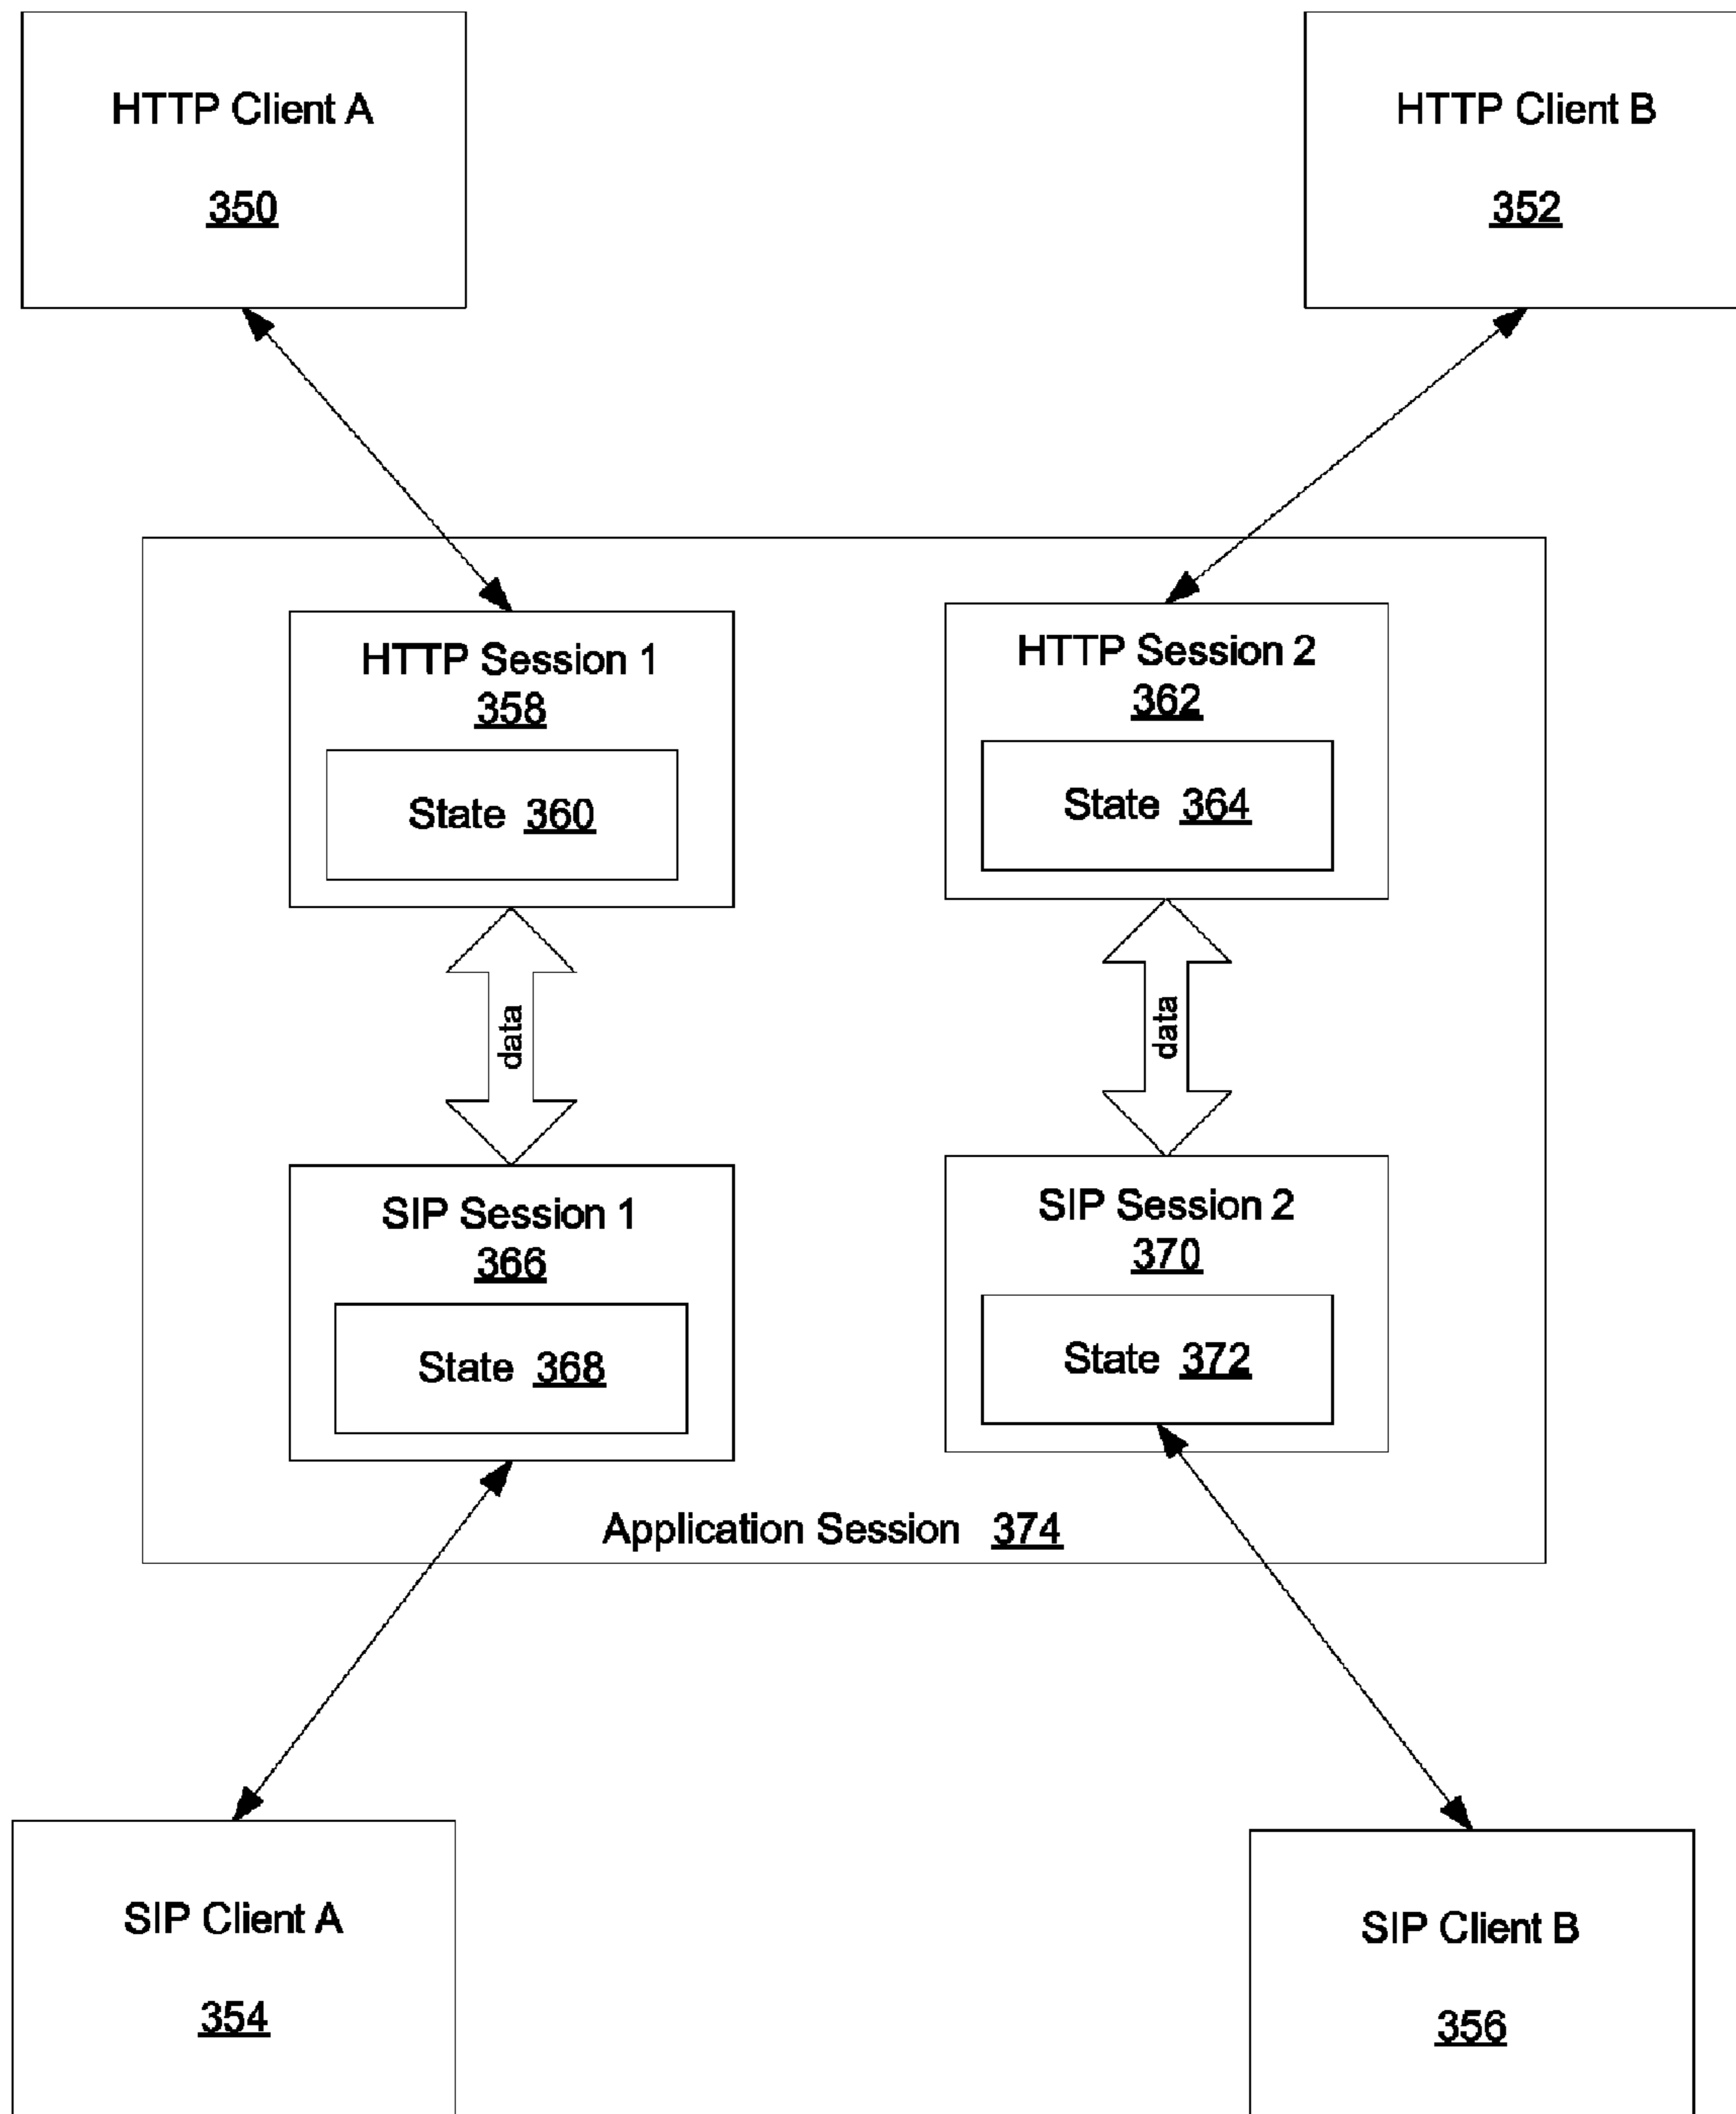 HTTP Client A
350
HTTP Client B
352
HTTP Session 1
358
State 360
HTTP Session 2
362
State 364
data
data
SIP Session 1
366
State 368
SIP Session 2
370
State 372
Application Session 374
SIP Client A
354
SIP Client B
356